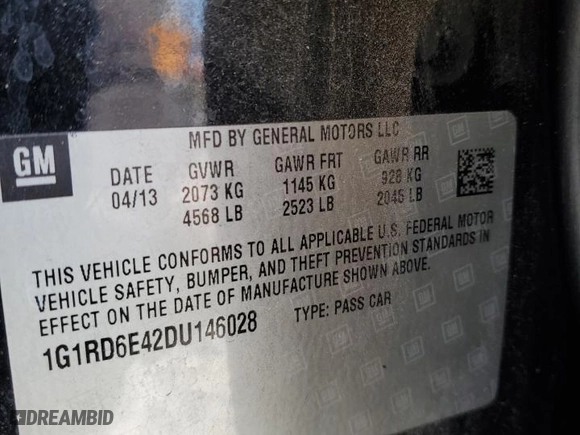 GM
MFD BY GENERAL MOTORS LLC
DATE GVWR GAWR FRT GAWR RR
04/13 2073 KG 1145 KG 928 KG
4568 LB 2523 LB 2045 LB
THIS VEHICLE CONFORMS TO ALL APPLICABLE U.S. FEDERAL MOTOR
VEHICLE SAFETY, BUMPER, AND THEFT PREVENTION STANDARDS IN
EFFECT ON THE DATE OF MANUFACTURE SHOWN ABOVE.
1G1RD6E42DU146028 TYPE: PASS CAR
DREAMBID